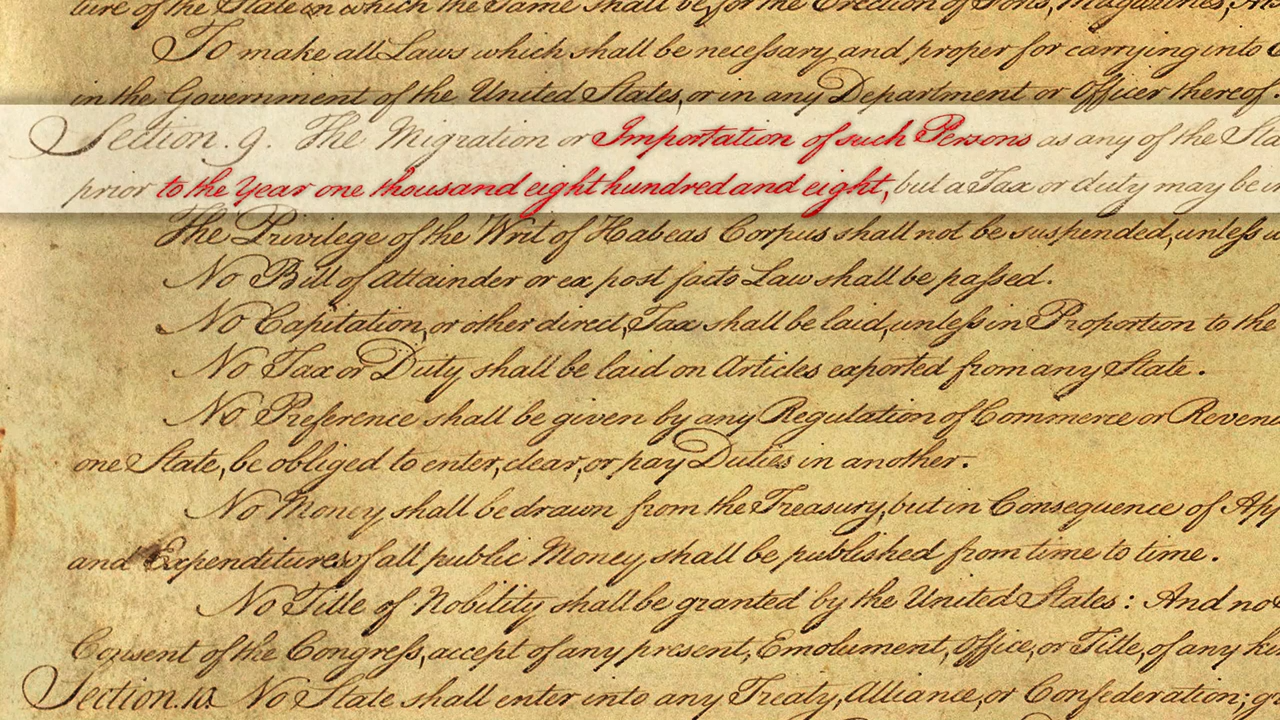 ture of the State in which the Same shall be, for the Erection of Forts, Magazines,
To make all Laws which shall be neceſsary and proper for carrying into
in the Government of the United States, or in any Department or Officer thereof.
Section. 9. The Migration or Importation of such Persons as any of the
prior to the Year one thousand eight hundred and eight, but a Tax or duty may be
The Privilege of the Writ of Habeas Corpus shall not be suspended, unleſs
No Bill of Attainder or ex post facto Law shall be paſsed.
No Capitation, or other direct, Tax shall be laid, unleſs in Proportion to the
No Tax or Duty shall be laid on Articles exported from any State.
No Preference shall be given by any Regulation of Commerce or
one State, be obliged to enter, clear, or pay Duties in another.
No Money shall be drawn from the Treasury, but in Consequence of
and Expenditures of all public Money shall be published from time to time.
No Title of Nobility shall be granted by the United States: And no
Consent of the Congreſs, accept of any present, Emolument, Office, or Title, of any
Section. 10. No State shall enter into any Treaty, Alliance, or Confederation;